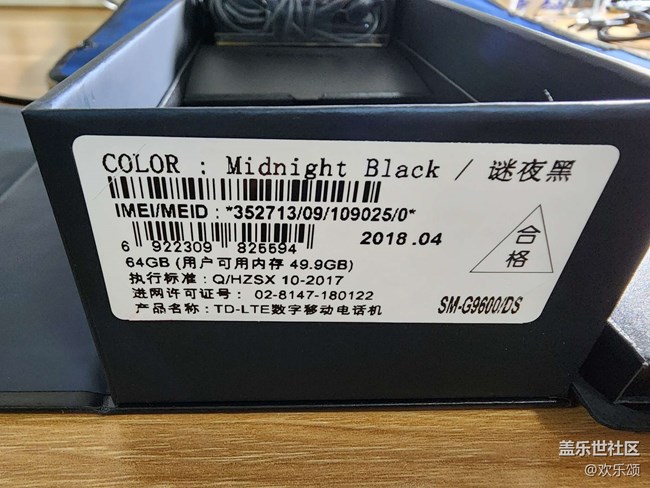 COLOR : Midnight Black / 谜夜黑
IMEI/MEID : *352713/09/109025/0*
6 922309 826694
2018.04
合格
64GB (用户可用内存 49.9GB)
执行标准 : Q/HZSX 10-2017
进网许可证号 : 02-8147-180122
产品名称 : TD-LTE数字移动电话机
SM-G9600/DS
盖乐世社区
@欢乐颂